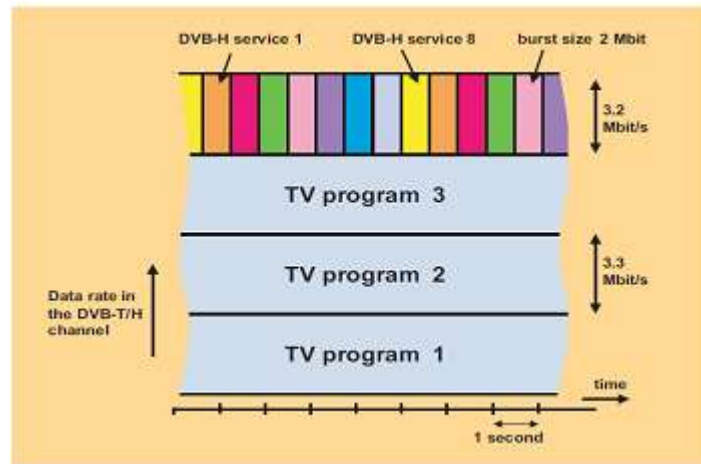 DVB-H service 1
DVB-H service 8
burst size 2 Mbit
3.2
Mbit/s
TV program 3
TV program 2
3.3
Mbit/s
Data rate in
the DVB-T/H
channel
TV program 1
time
1 second